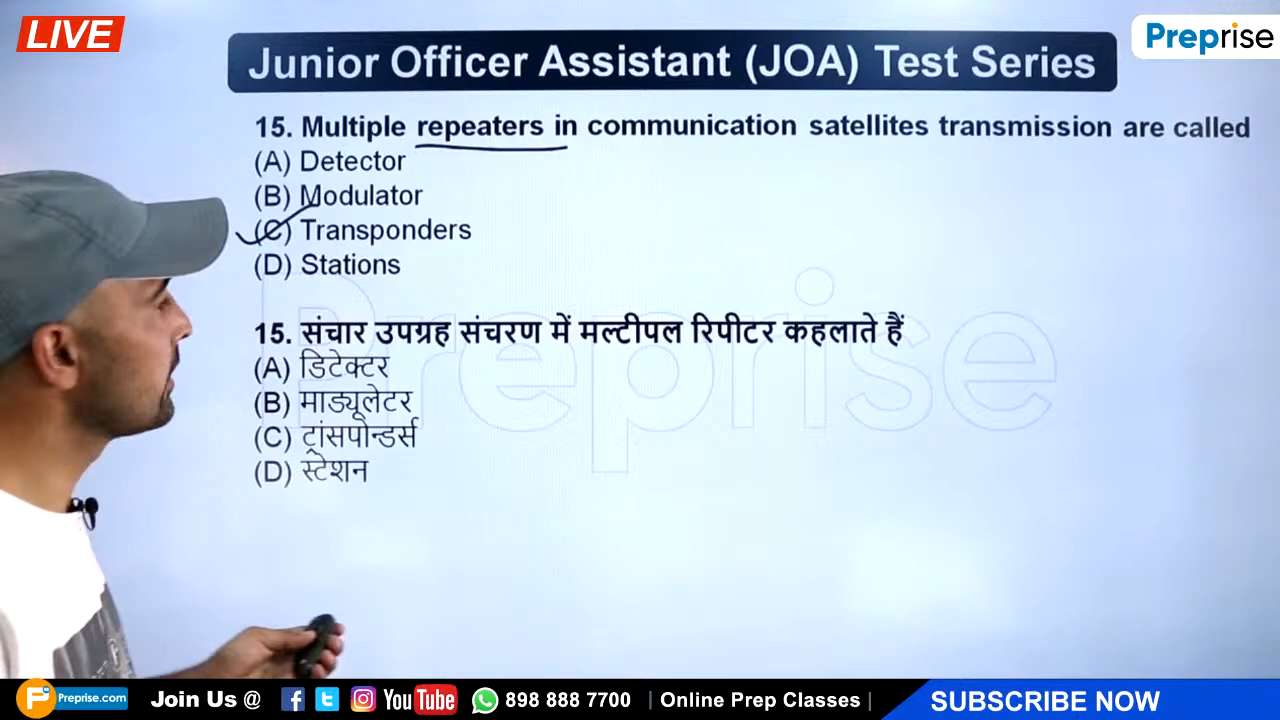 LIVE
Preprise
Junior Officer Assistant (JOA) Test Series
15. Multiple repeaters in communication satellites transmission are called
(A) Detector
(B) Modulator
(C) Transponders
(D) Stations
Preprise
15. संचार उपग्रह संचरण में मल्टीपल रिपीटर कहलाते हैं
(A) डिटेक्टर
(B) माड्यूलेटर
(C) ट्रांसपोन्डर्स
(D) स्टेशन
Preprise.com Join Us @ YouTube 898 888 7700 | Online Prep Classes | SUBSCRIBE NOW